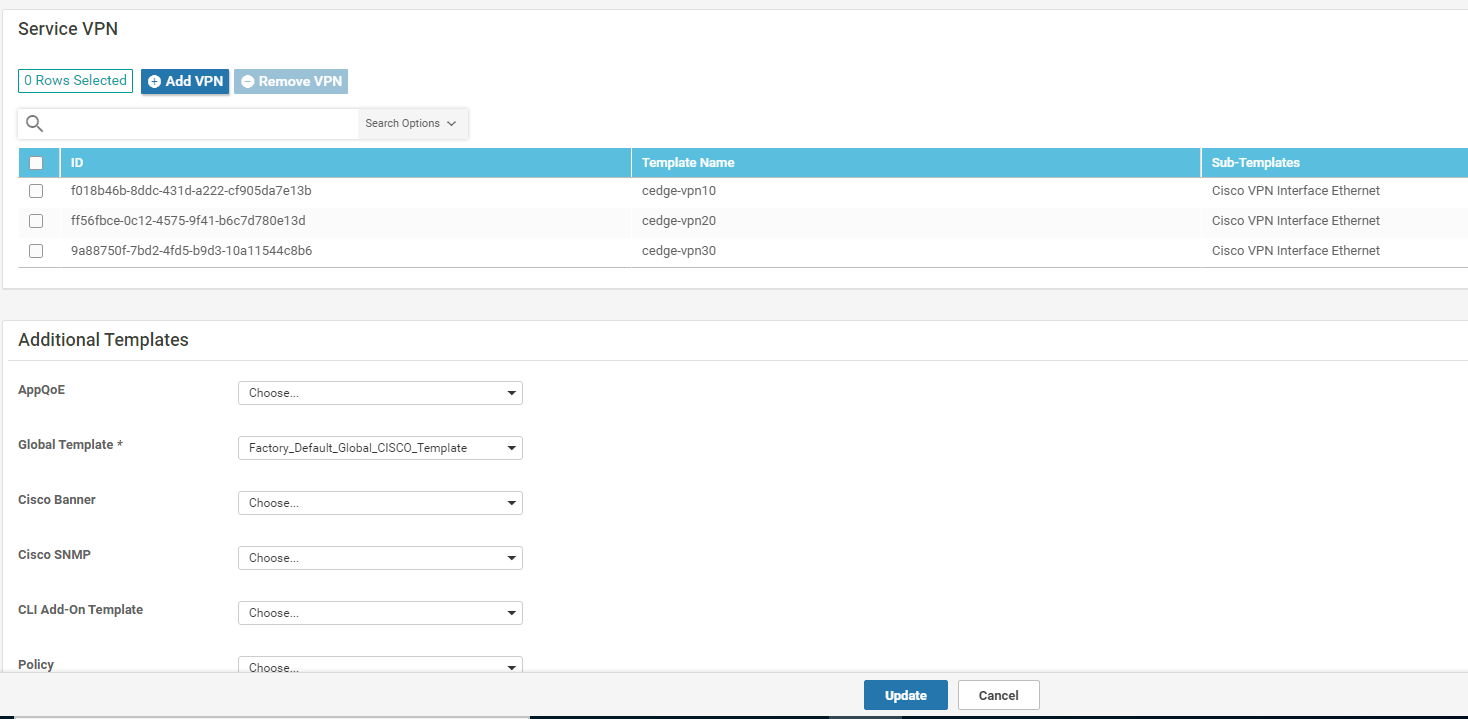 Service VPN
0 Rows Selected Add VPN Remove VPN
Search Options
ID Template Name Sub-Templates
f018b46b-8ddc-431d-a222-cf905da7e13b cedge-vpn10 Cisco VPN Interface Ethernet
ff56fbce-0c12-4575-9f41-b6c7d780e13d cedge-vpn20 Cisco VPN Interface Ethernet
9a88750f-7bd2-4fd5-b9d3-10a11544c8b6 cedge-vpn30 Cisco VPN Interface Ethernet
Additional Templates
AppQoE Choose...
Global Template * Factory_Default_Global_CISCO_Template
Cisco Banner Choose...
Cisco SNMP Choose...
CLI Add-On Template Choose...
Policy Choose...
Update Cancel